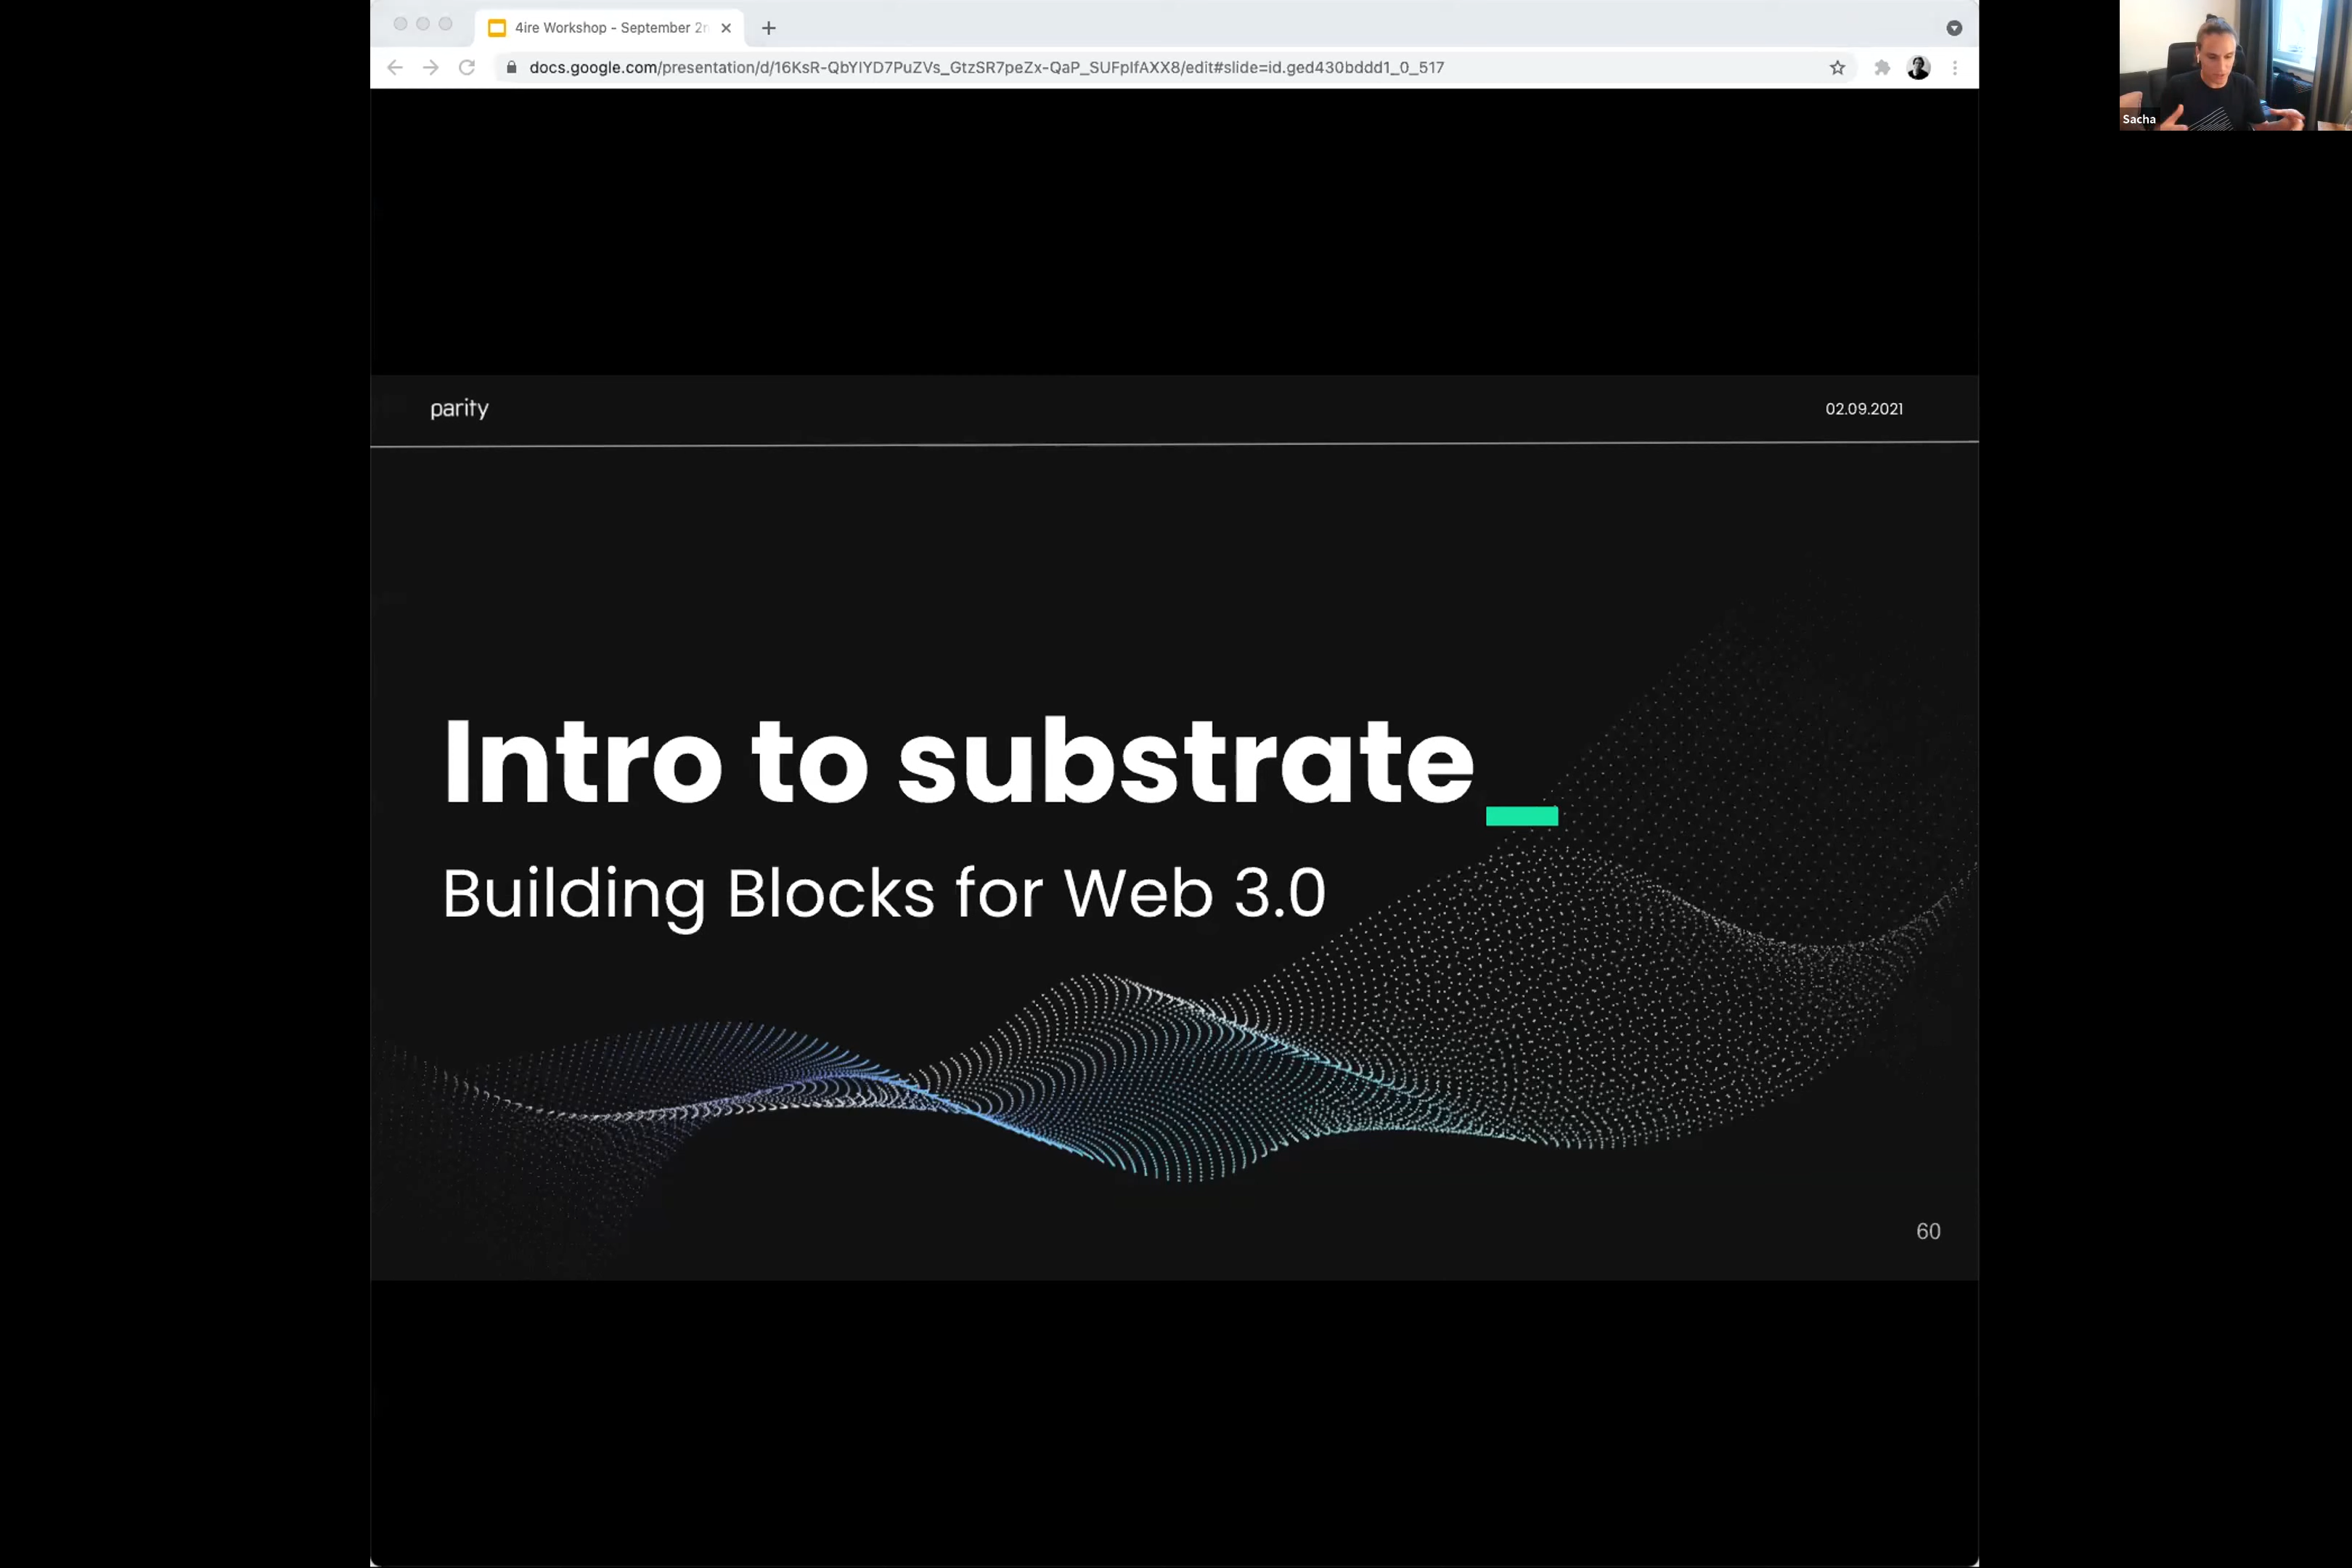 4ire Workshop - September 2n
docs.google.com/presentation/d/16KsR-QbYIYD7PuZVs_GtzSR7peZx-QaP_SUFpIfAXX8/edit#slide=id.ged430bddd1_0_517
Sacha
parity
02.09.2021
Intro to substrate_
Building Blocks for Web 3.0
60